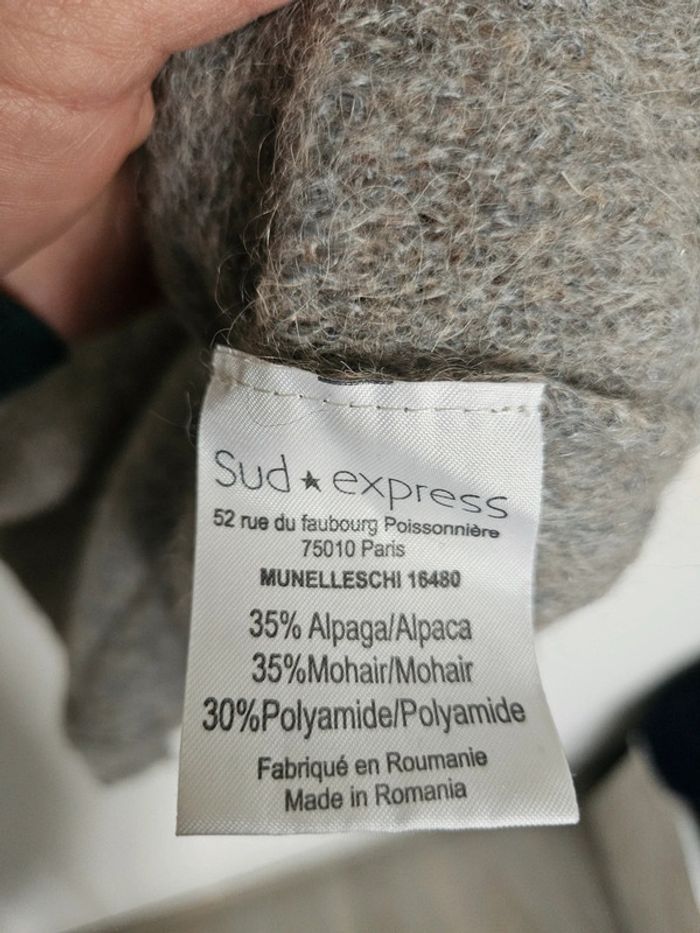 Sud★express
52 rue du faubourg Poissonnière
75010 Paris
MUNELLESCHI 16480
35% Alpaga/Alpaca
35%Mohair/Mohair
30%Polyamide/Polyamide
Fabriqué en Roumanie
Made in Romania